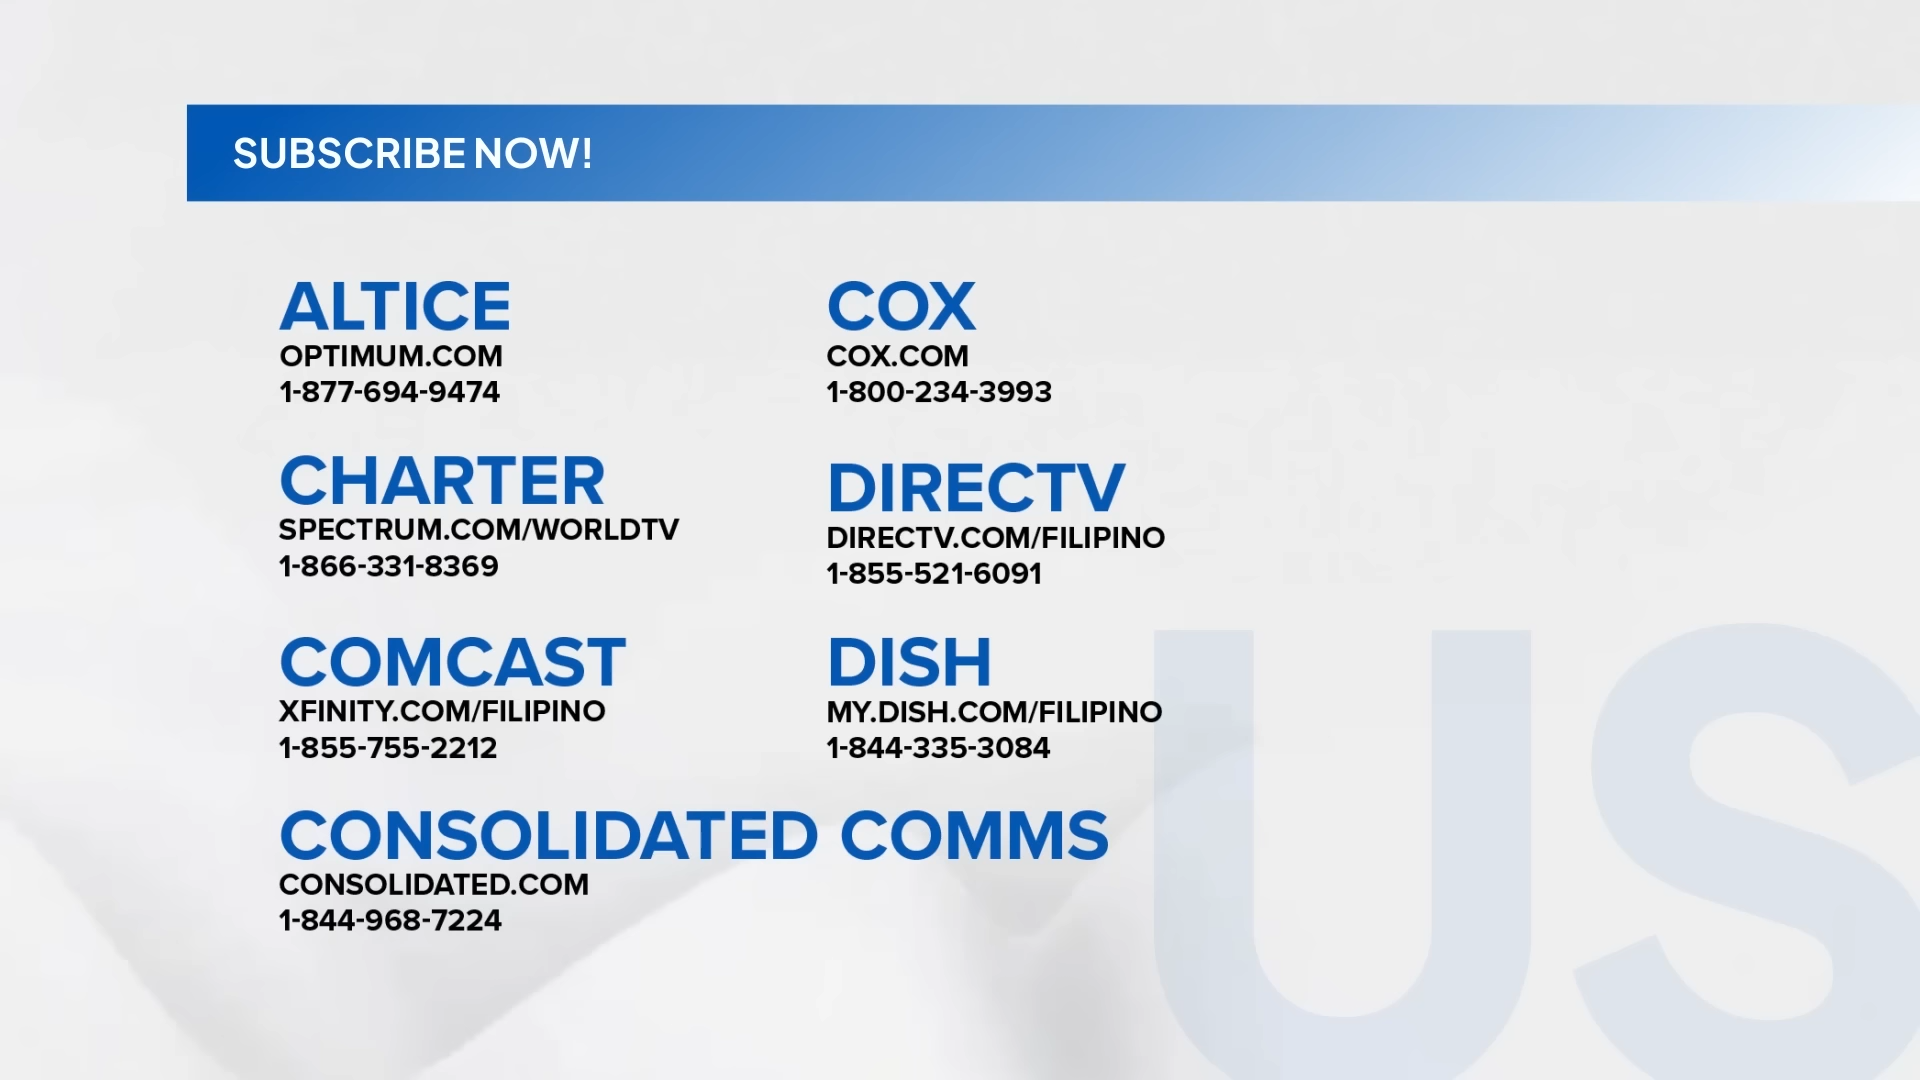 SUBSCRIBE NOW!
ALTICE
OPTIMUM.COM
1-877-694-9474
CHARTER
SPECTRUM.COM/WORLDTV
1-866-331-8369
COMCAST
XFINITY.COM/FILIPINO
1-855-755-2212
CONSOLIDATED COMMS
CONSOLIDATED.COM
1-844-968-7224
COX
COX.COM
1-800-234-3993
DIRECTV
DIRECTV.COM/FILIPINO
1-855-521-6091
DISH
MY.DISH.COM/FILIPINO
1-844-335-3084
US